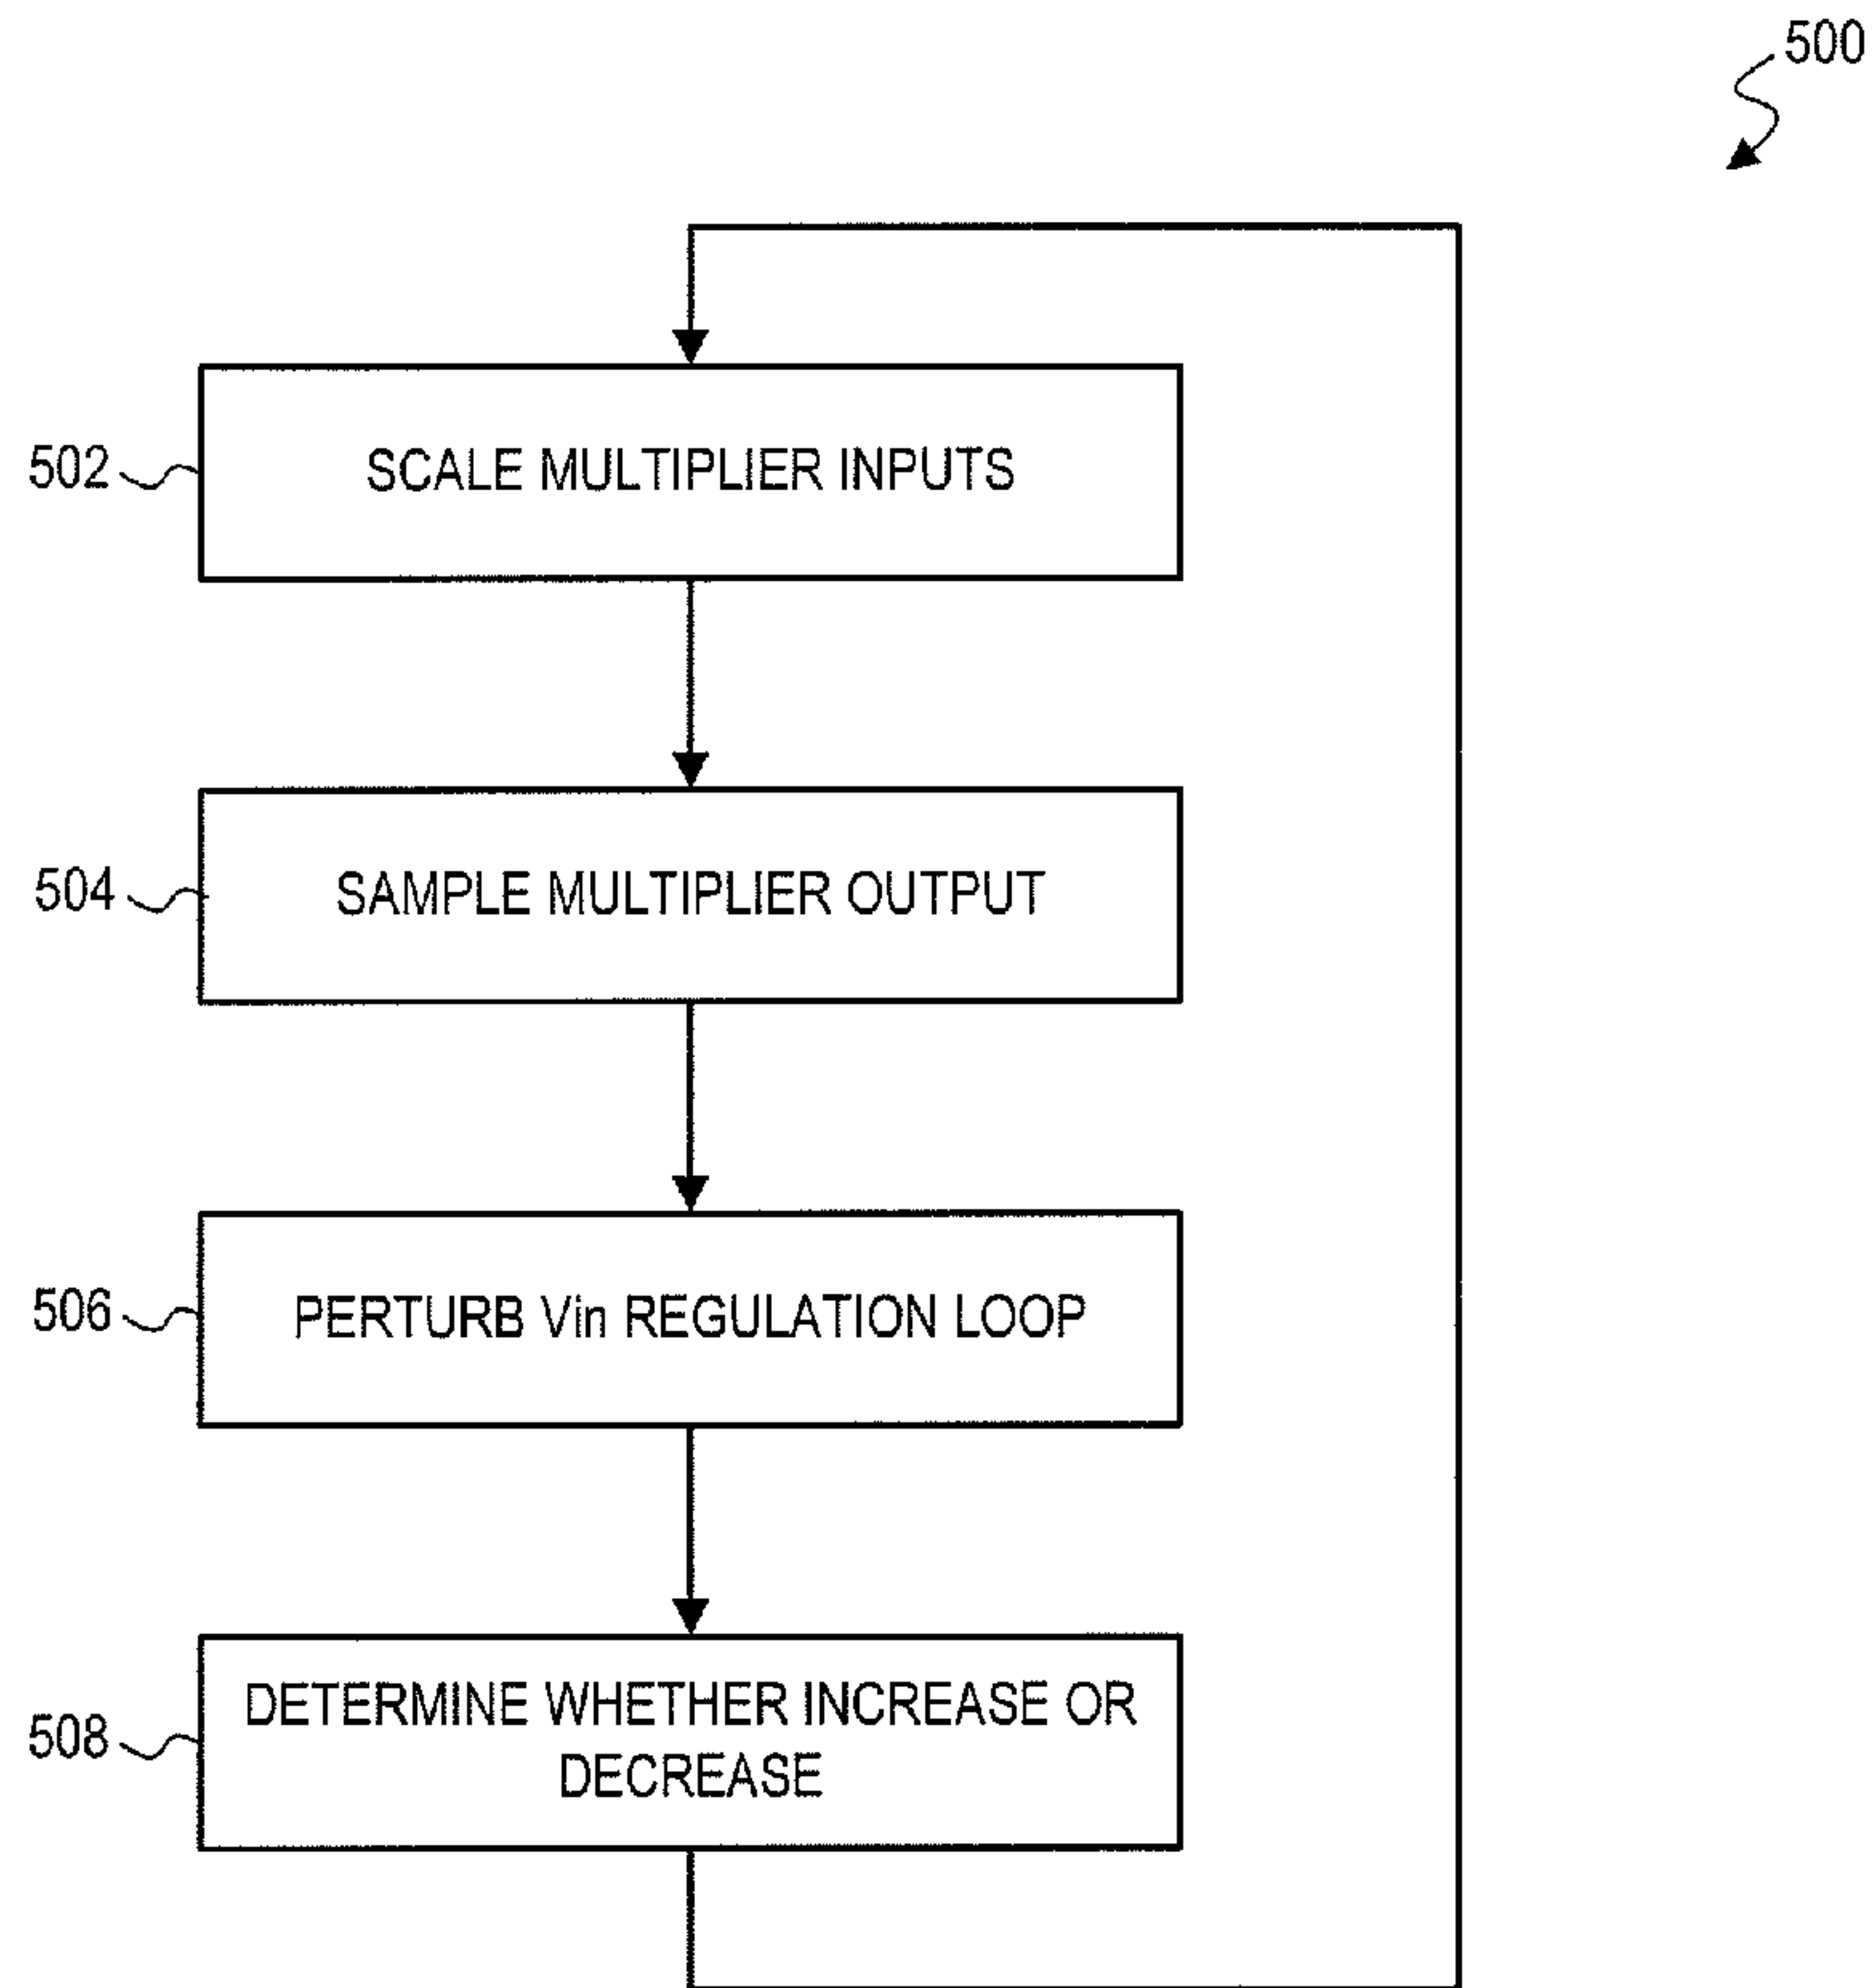 500
502
SCALE MULTIPLIER INPUTS
504
SAMPLE MULTIPLIER OUTPUT
506
PERTURB Vin REGULATION LOOP
508
DETERMINE WHETHER INCREASE OR
DECREASE